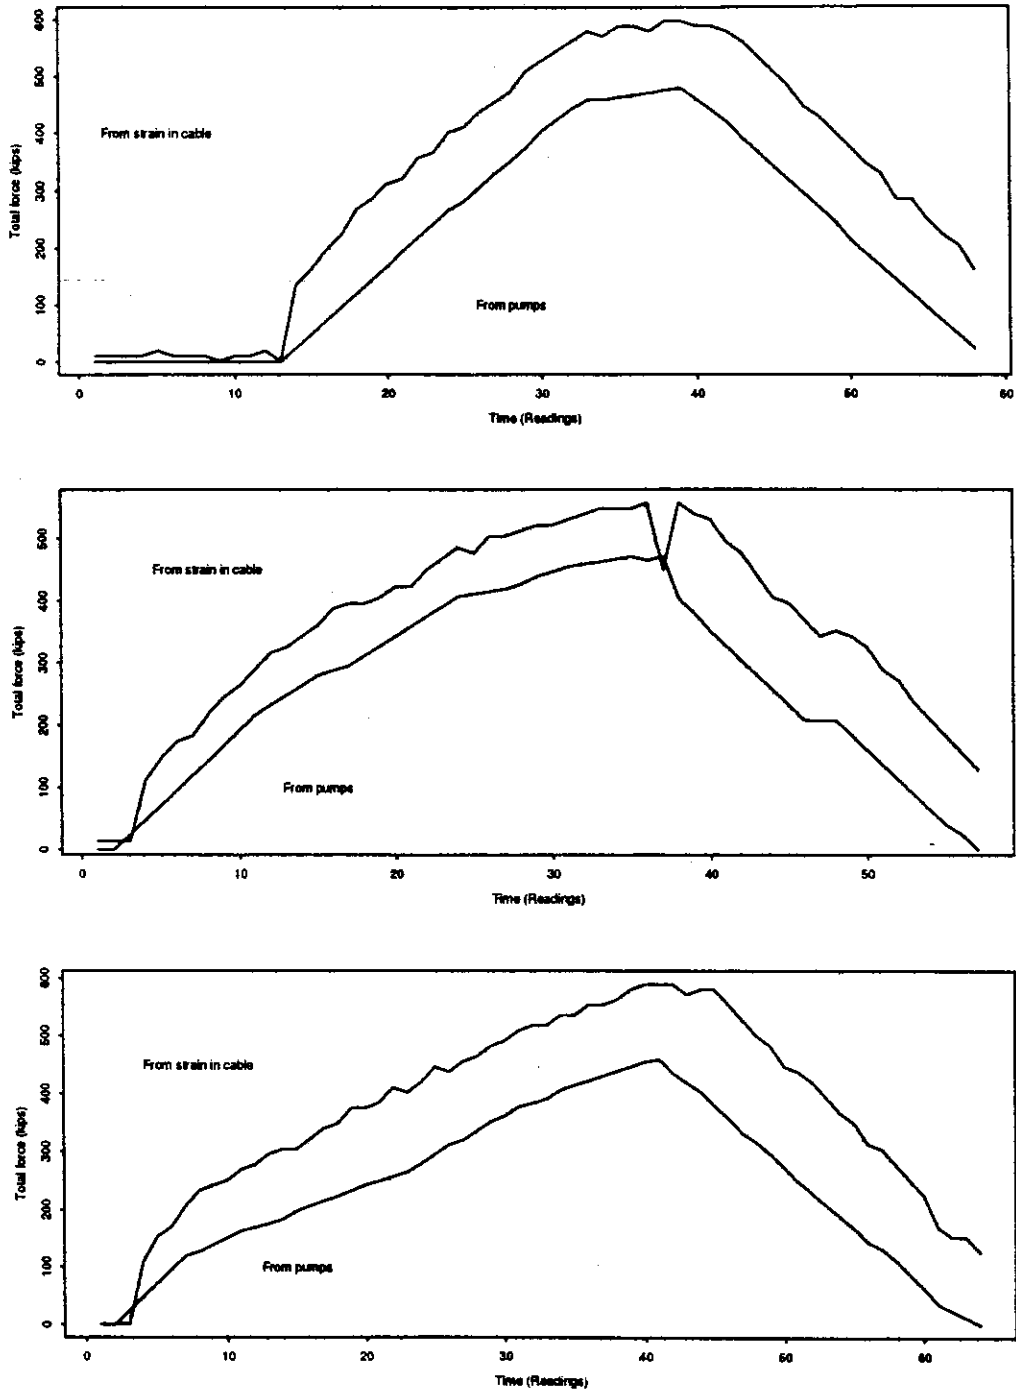 600
500
400
300
200
100
0
Total force (kips)
From strain in cable
From pumps
0 10 20 30 40 50 60
Time (Readings)
500
400
300
200
100
0
Total force (kips)
From strain in cable
From pumps
0 10 20 30 40 50
Time (Readings)
600
500
400
300
200
100
0
Total force (kips)
From strain in cable
From pumps
0 10 20 30 40 50 60
Time (Readings)